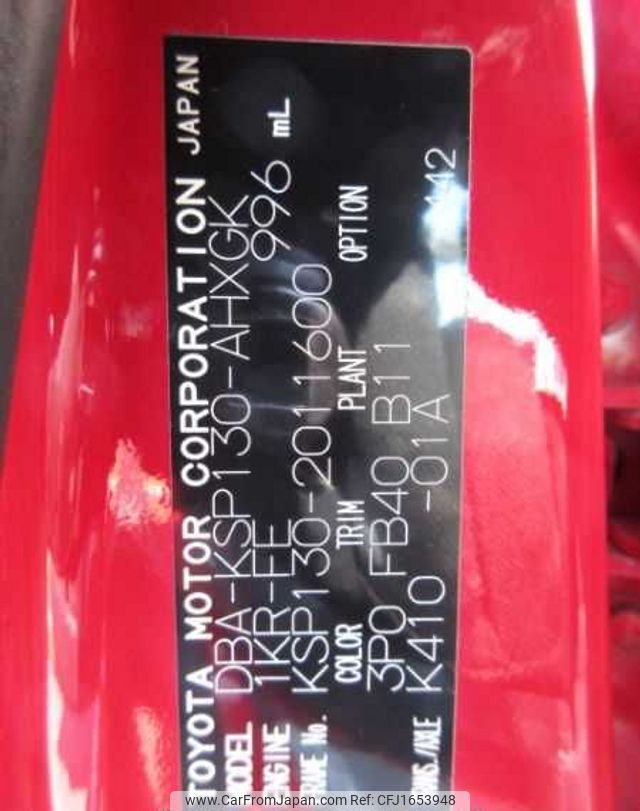 TOYOTA MOTOR CORPORATION JAPAN
MODEL DBA-KSP130-AHXGK
ENGINE 1KR-FE 996 mL
FRAME No. KSP130-2011600
COLOR TRIM PLANT OPTION
3P0 FB40 B11 442
TRANS./AXLE K410 -01A
www.CarFromJapan.com CFJ1653948